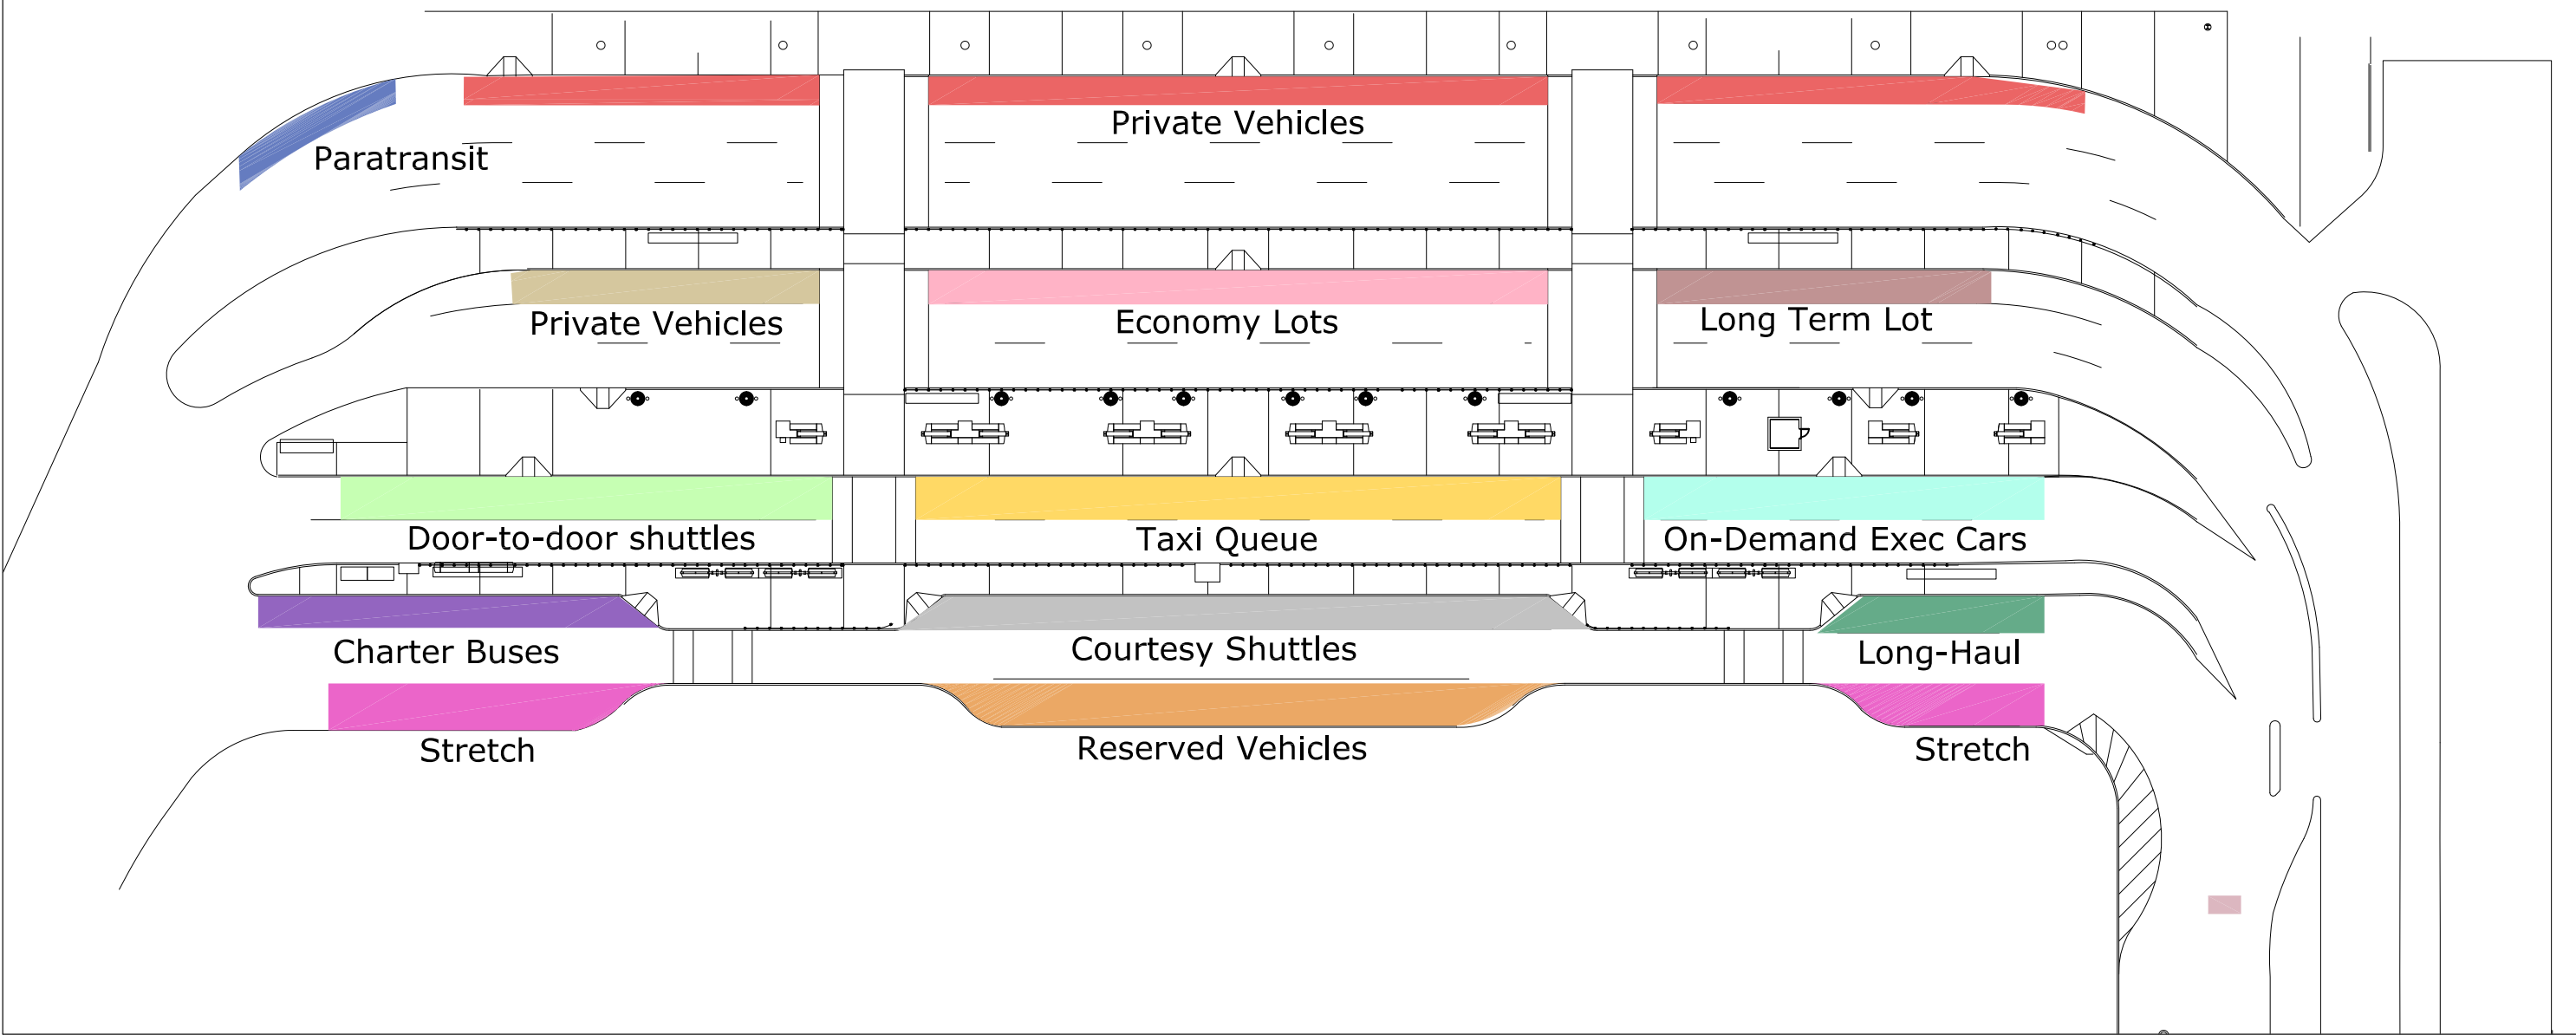 Private Vehicles
Paratransit
Private Vehicles
Economy Lots
Long Term Lot
Door-to-door shuttles
Taxi Queue
On-Demand Exec Cars
Charter Buses
Courtesy Shuttles
Long-Haul
Stretch
Reserved Vehicles
Stretch